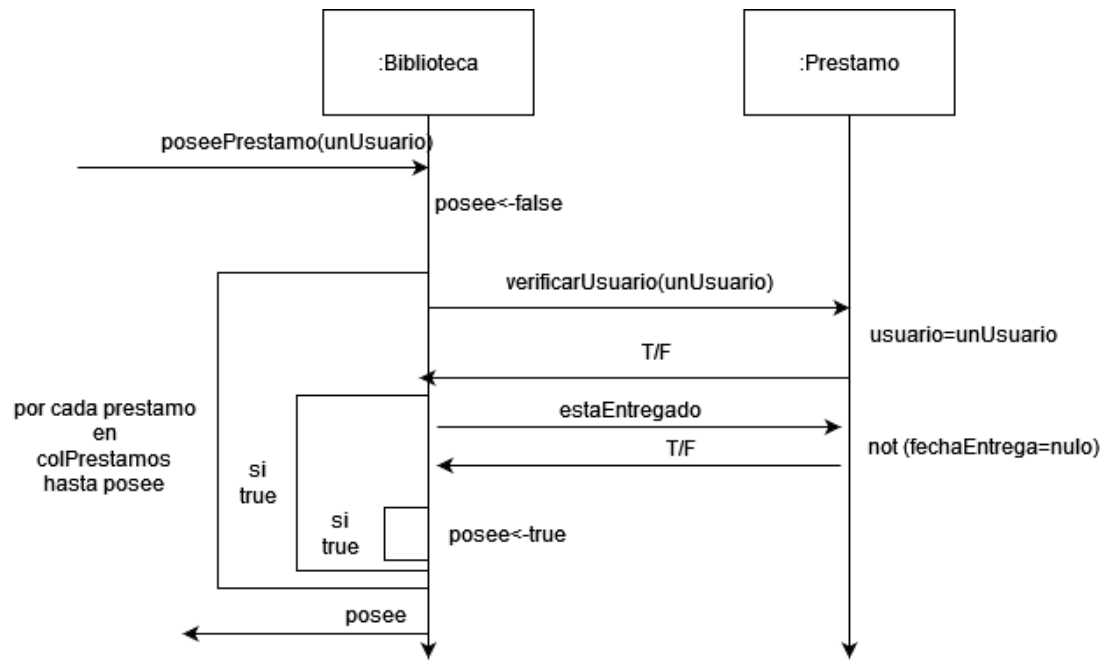 :Biblioteca
:Prestamo
poseePrestamo(unUsuario)
posee<-false
verificarUsuario(unUsuario)
usuario=unUsuario
T/F
por cada prestamo
en
colPrestamos
hasta posee
si
true
estaEntregado
T/F
not (fechaEntrega=nulo)
si
true
posee<-true
posee